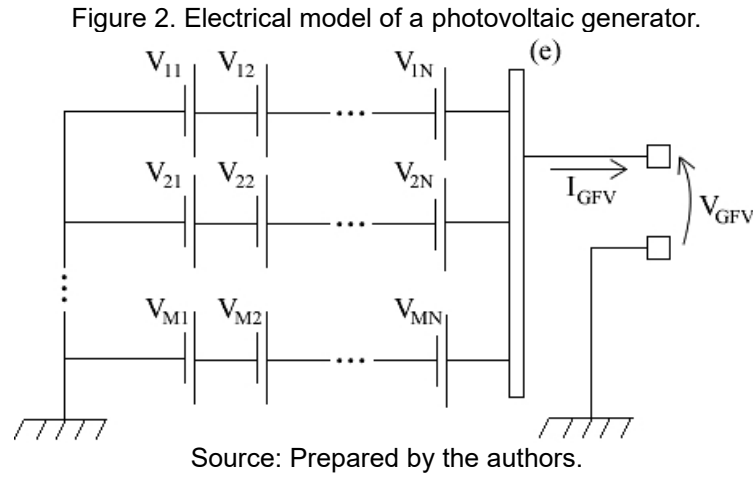 Figure 2. Electrical model of a photovoltaic generator.
V11 V12 V1N (e)
V21 V22 V2N
IGFV VGFV
VM1 VM2 VMN
Source: Prepared by the authors.